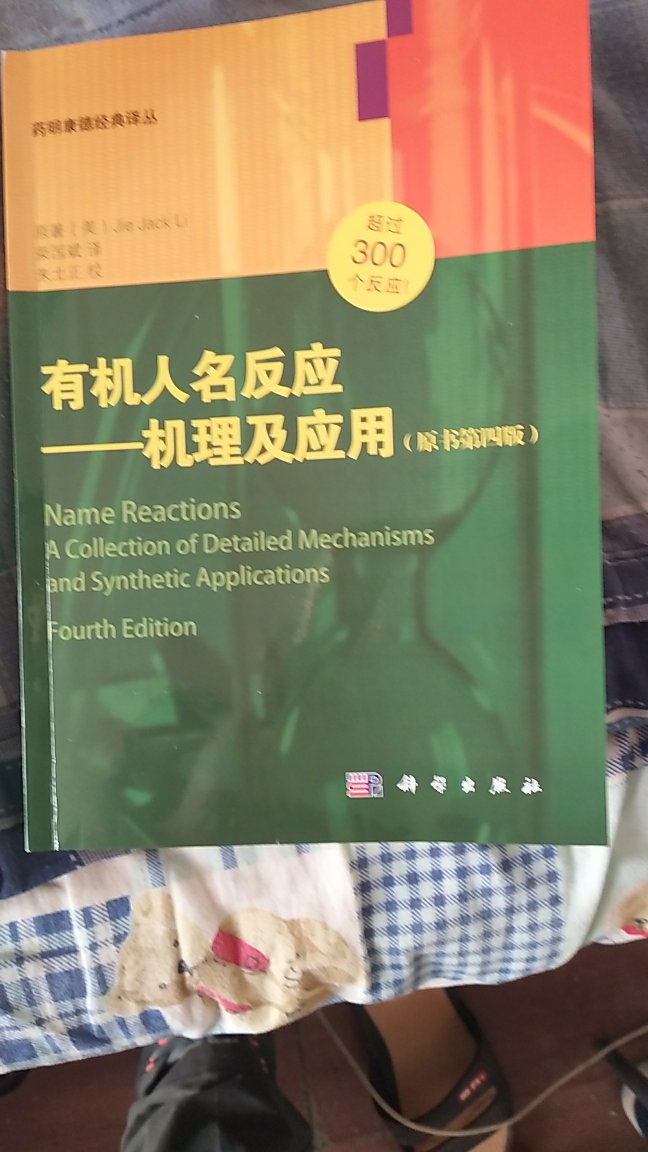 药明康德经典译丛
原著（美）Jie Jack Li
荣国斌 译
朱士正 校
超过
300
个反应!
有机人名反应
——机理及应用（原书第四版）
Name Reactions
A Collection of Detailed Mechanisms
and Synthetic Applications
Fourth Edition
科学出版社